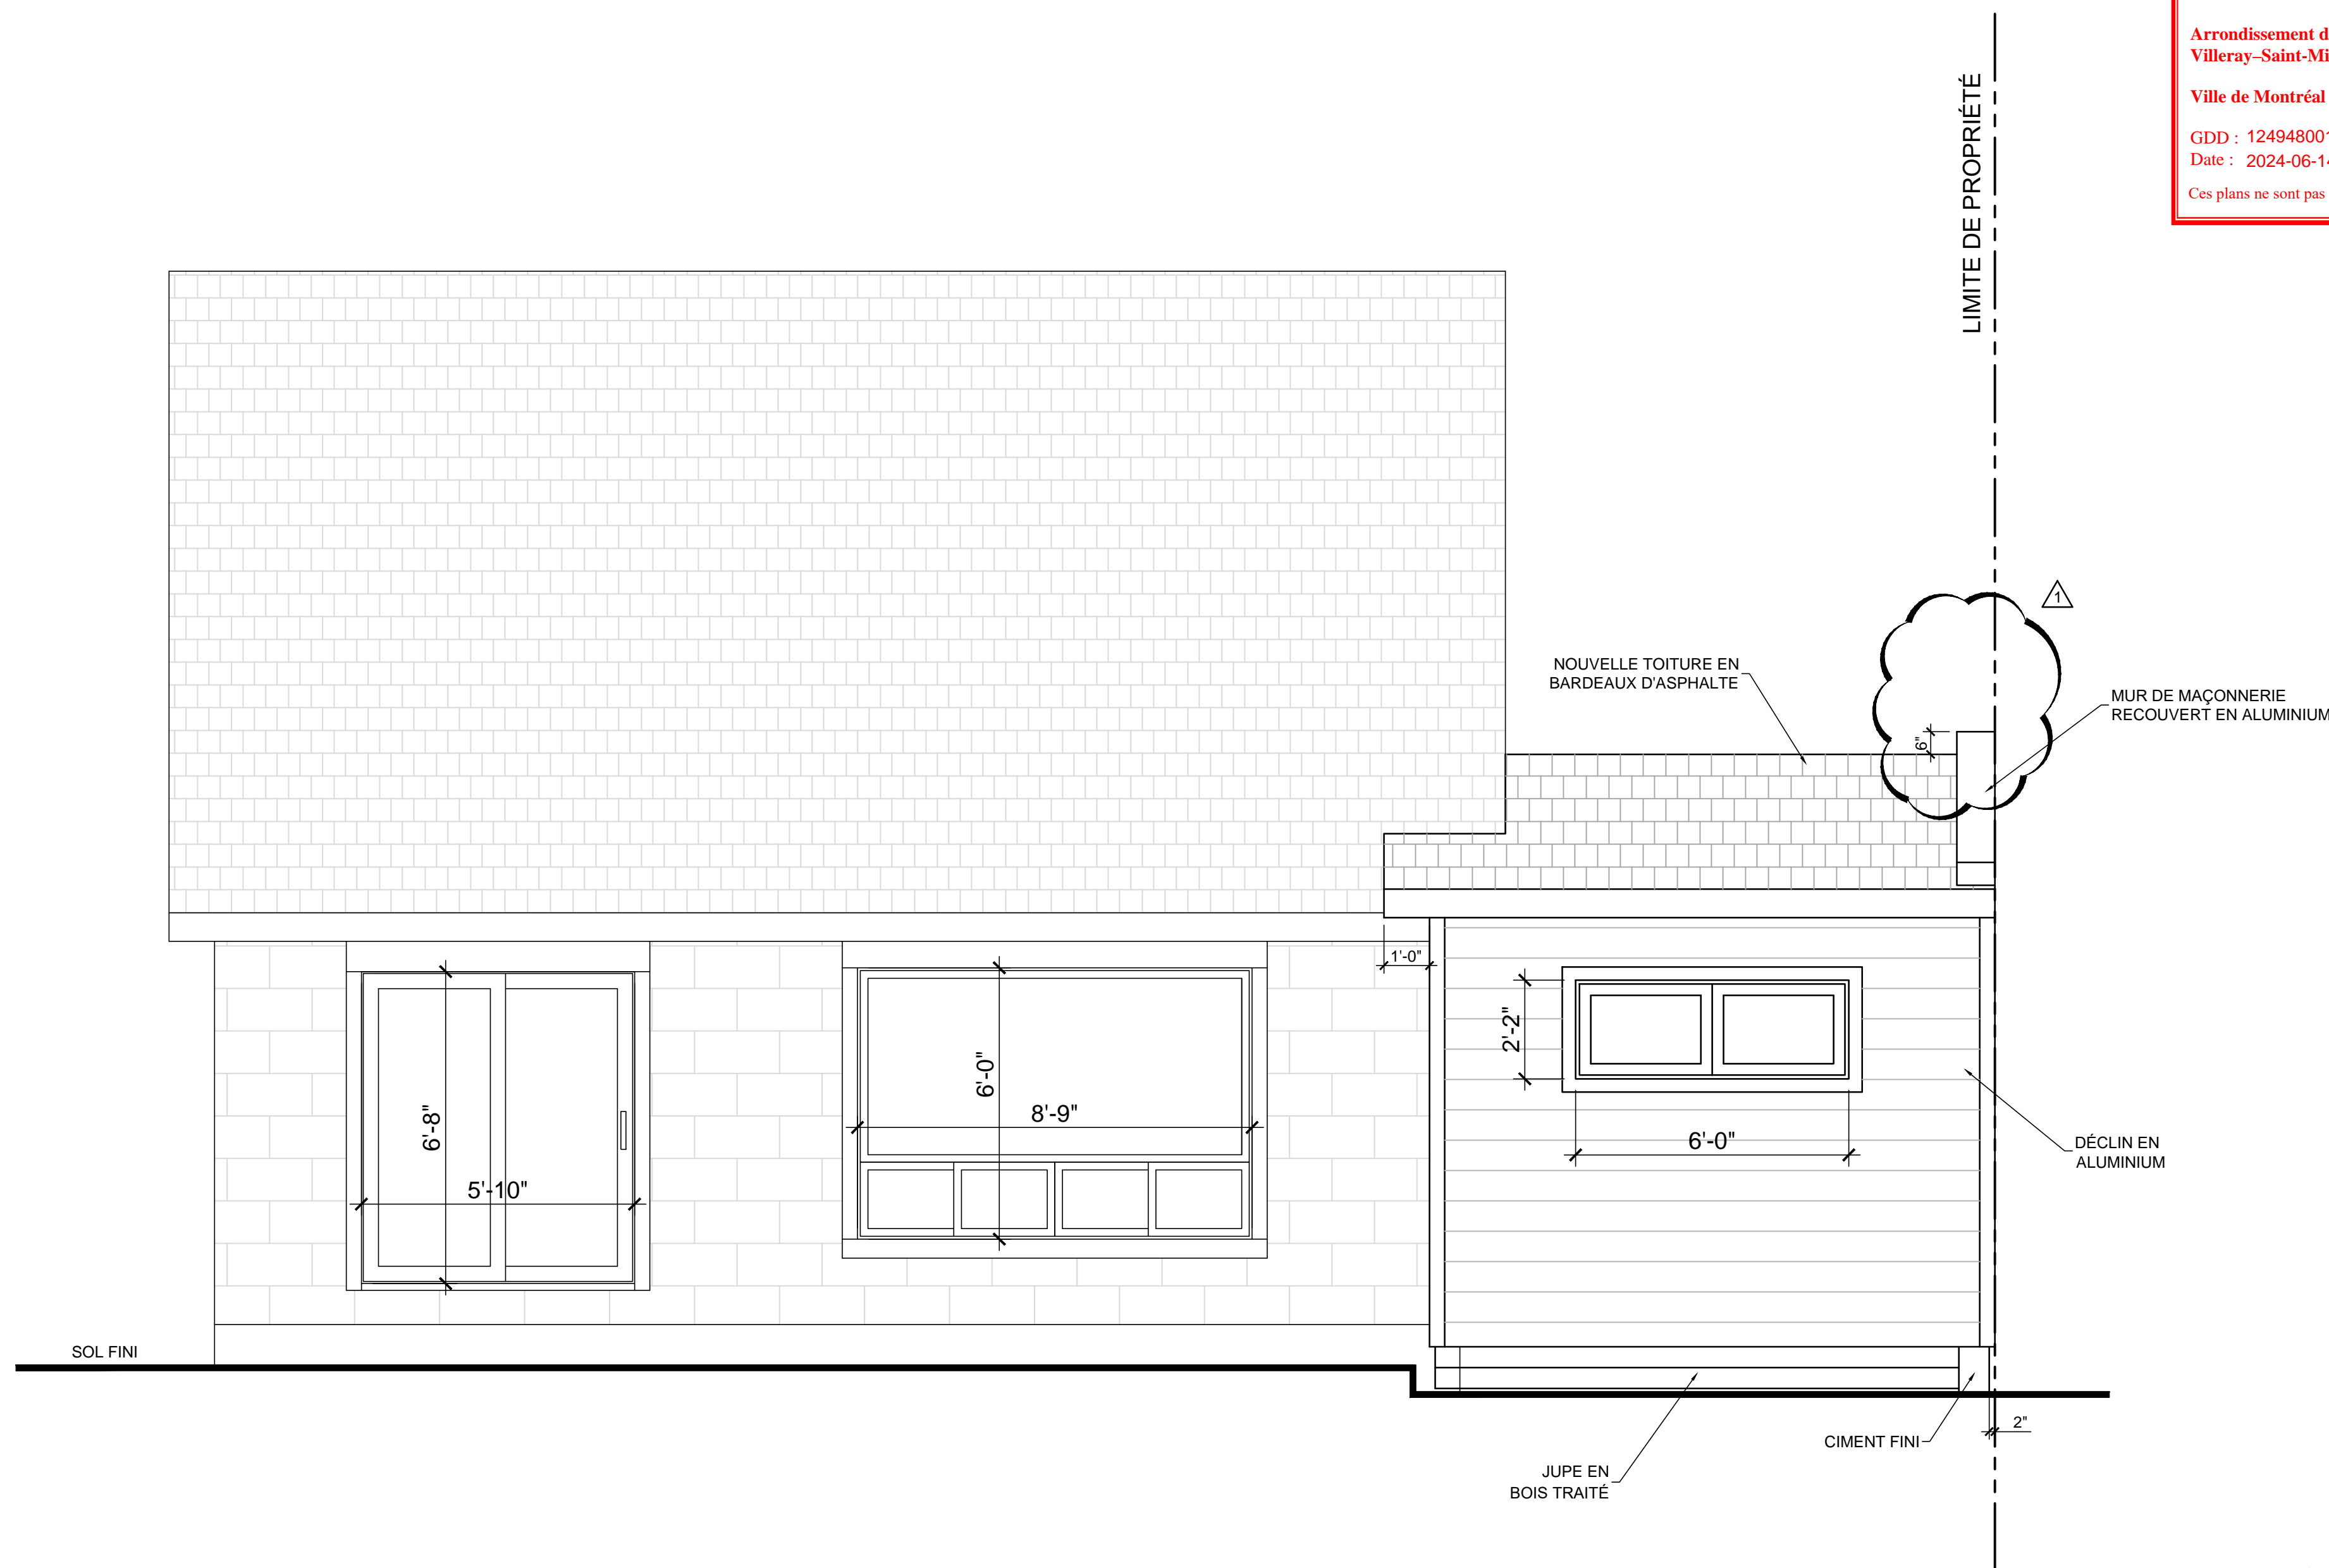 Arrondissement d
Villeray–Saint-Mi
Ville de Montréal
GDD : 124948001
Date : 2024-06-14
Ces plans ne sont pas
LIMITE DE PROPRIÉTÉ
1
NOUVELLE TOITURE EN
BARDEAUX D'ASPHALTE
MUR DE MAÇONNERIE
RECOUVERT EN ALUMINIUM
6"
1'-0"
2'-2"
6'-0"
8'-9"
6'-8"
5'-10"
6'-0"
DÉCLIN EN
ALUMINIUM
SOL FINI
2"
CIMENT FINI
JUPE EN
BOIS TRAITÉ